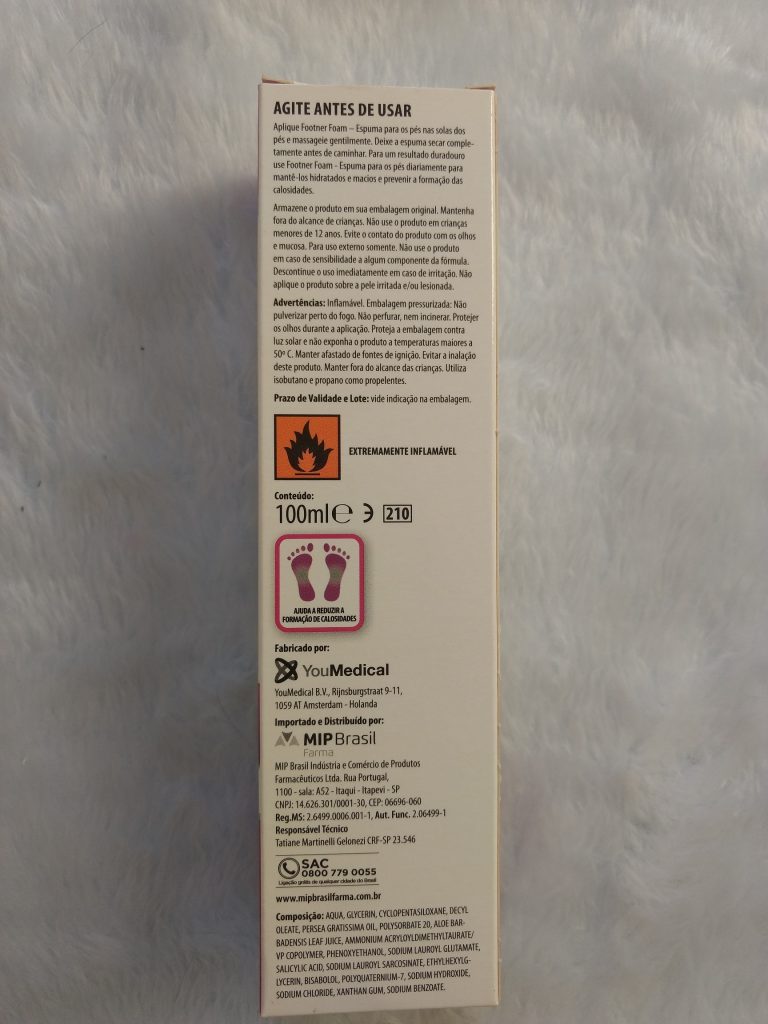 AGITE ANTES DE USAR
Aplique Footner Foam – Espuma para os pés nas solas dos
pés e massageie gentilmente. Deixe a espuma secar comple-
tamente antes de caminhar. Para um resultado duradouro
use Footner Foam - Espuma para os pés diariamente para
mantê-los hidratados e macios e prevenir a formação das
calosidades.
Armazene o produto em sua embalagem original. Mantenha
fora do alcance de crianças. Não use o produto em crianças
menores de 12 anos. Evite o contato do produto com os olhos
e mucosa. Para uso externo somente. Não use o produto
em caso de sensibilidade a algum componente da fórmula.
Descontinue o uso imediatamente em caso de irritação. Não
aplique o produto sobre a pele irritada e/ou lesionada.
Advertências: Inflamável. Embalagem pressurizada: Não
pulverizar perto do fogo. Não perfurar, nem incinerar. Proteger
os olhos durante a aplicação. Proteja a embalagem contra
luz solar e não exponha o produto a temperaturas maiores a
50º C. Manter afastado de fontes de ignição. Evitar a inalação
deste produto. Manter fora do alcance das crianças. Utiliza
isobutano e propano como propelentes.
Prazo de Validade e Lote: vide indicação na embalagem.
EXTREMAMENTE INFLAMÁVEL
Conteúdo:
100ml ℮ 3 210
AJUDA A REDUZIR A
FORMAÇÃO DE CALOSIDADES
Fabricado por:
YouMedical
YouMedical B.V., Rijnsburgstraat 9-11,
1059 AT Amsterdam - Holanda
Importado e Distribuído por:
MIP Brasil
Farma
MIP Brasil Indústria e Comércio de Produtos
Farmacêuticos Ltda. Rua Portugal,
1100 - sala: A52 - Itaqui - Itapevi - SP
CNPJ: 14.626.301/0001-30, CEP: 06696-060
Reg.MS: 2.6499.0006.001-1, Aut. Func. 2.06499-1
Responsável Técnico
Tatiane Martinelli Gelonezi CRF-SP 23.546
SAC
0800 779 0055
Ligação grátis de qualquer cidade do Brasil
www.mipbrasilfarma.com.br
Composição: AQUA, GLYCERIN, CYCLOPENTASILOXANE, DECYL
OLEATE, PERSEA GRATISSIMA OIL, POLYSORBATE 20, ALOE BAR-
BADENSIS LEAF JUICE, AMMONIUM ACRYLOYLDIMETHYLTAURATE/
VP COPOLYMER, PHENOXYETHANOL, SODIUM LAUROYL GLUTAMATE,
SALICYLIC ACID, SODIUM LAUROYL SARCOSINATE, ETHYLHEXYLG-
LYCERIN, BISABOLOL, POLYQUATERNIUM-7, SODIUM HYDROXIDE,
SODIUM CHLORIDE, XANTHAN GUM, SODIUM BENZOATE.